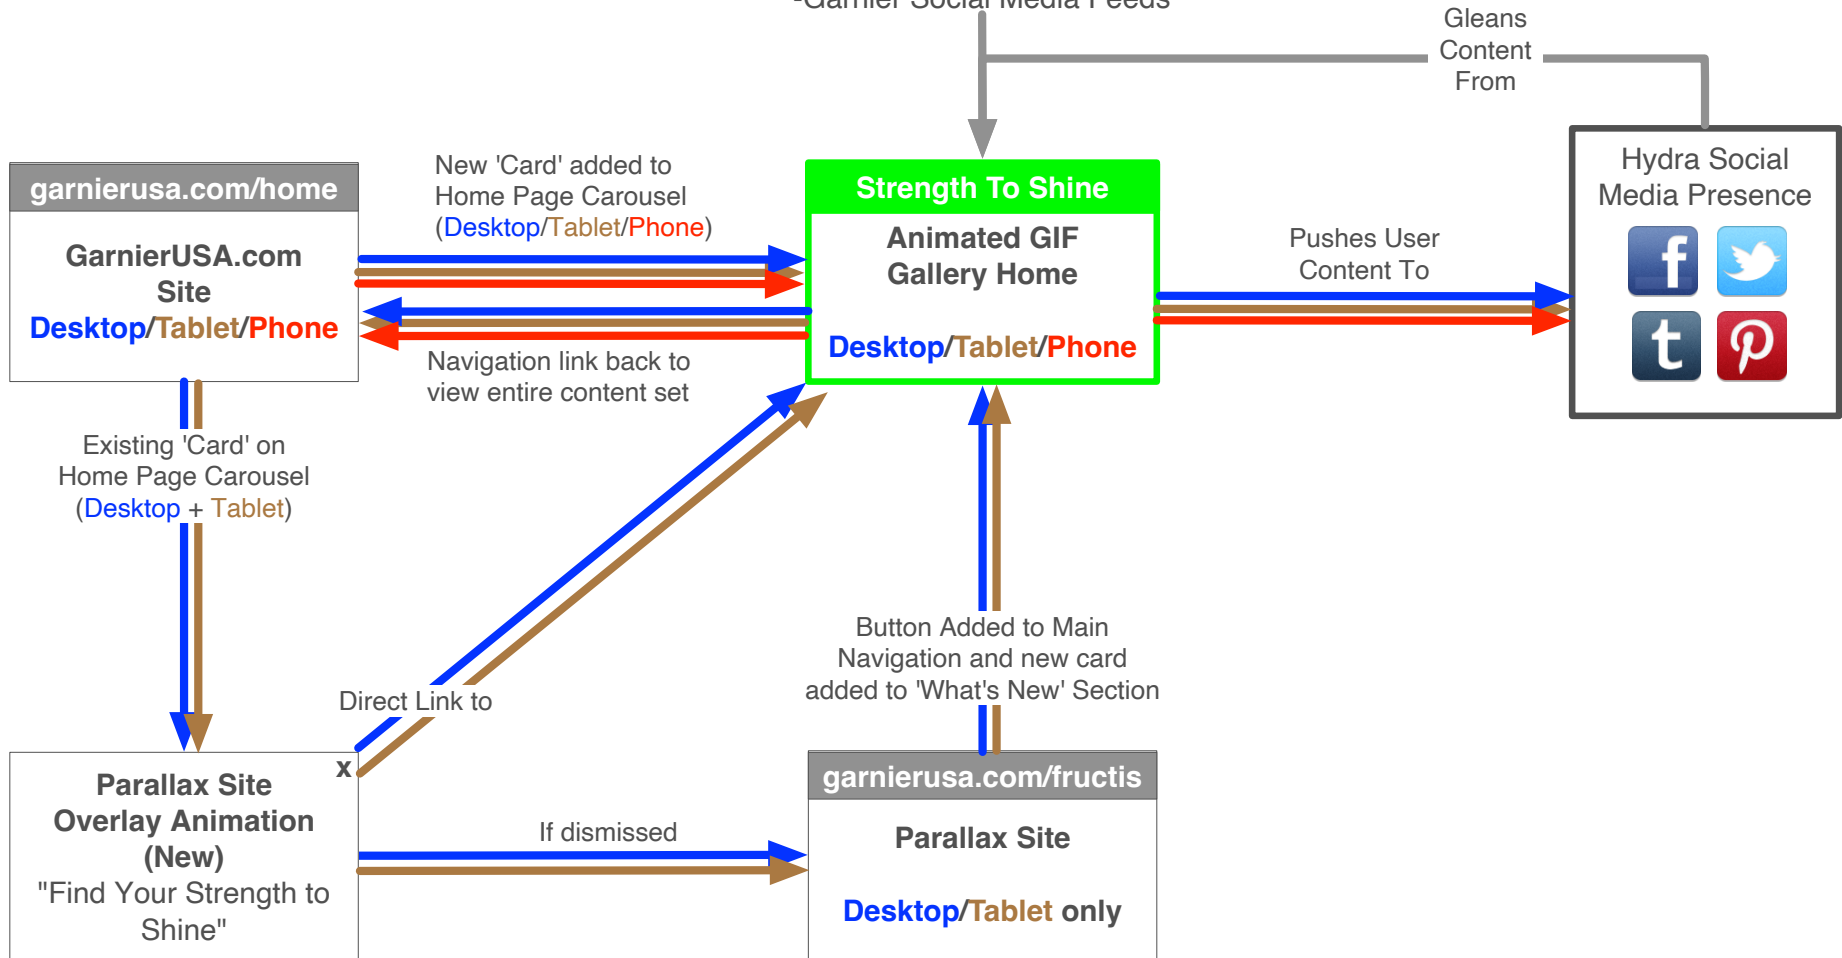 -Garnier Social Media Feeds
Gleans
Content
From
garnierusa.com/home
GarnierUSA.com
Site
Desktop/Tablet/Phone
New 'Card' added to
Home Page Carousel
(Desktop/Tablet/Phone)
Navigation link back to
view entire content set
Strength To Shine
Animated GIF
Gallery Home
Desktop/Tablet/Phone
Pushes User
Content To
Hydra Social
Media Presence
f
t
p
Existing 'Card' on
Home Page Carousel
(Desktop + Tablet)
Direct Link to
Button Added to Main
Navigation and new card
added to 'What's New' Section
x
Parallax Site
Overlay Animation
(New)
"Find Your Strength to
Shine"
If dismissed
garnierusa.com/fructis
Parallax Site
Desktop/Tablet only